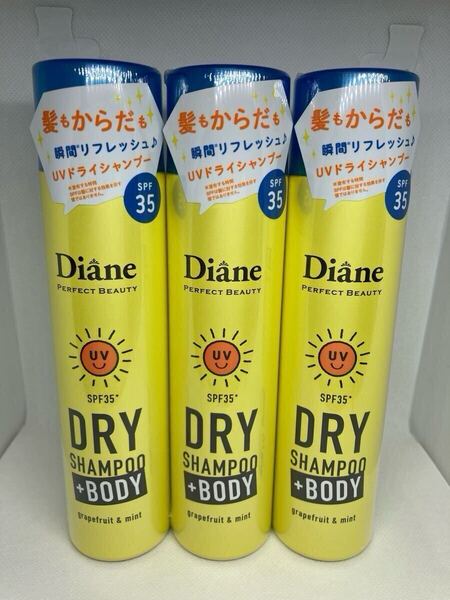 髪もからだも
瞬間*リフレッシュ♪
UVドライシャンプー
SPF
35
Diane
PERFECT BEAUTY
UV
SPF35*
DRY
SHAMPOO
+BODY
grapefruit & mint
髪もからだも
瞬間*リフレッシュ♪
UVドライシャンプー
SPF
35
Diane
PERFECT BEAUTY
UV
SPF35*
DRY
SHAMPOO
+BODY
grapefruit & mint
髪もからだも
瞬間*リフレッシュ♪
UVドライシャンプー
SPF
35
Diane
PERFECT BEAUTY
UV
SPF35*
DRY
SHAMPOO
+BODY
grapefruit & mint